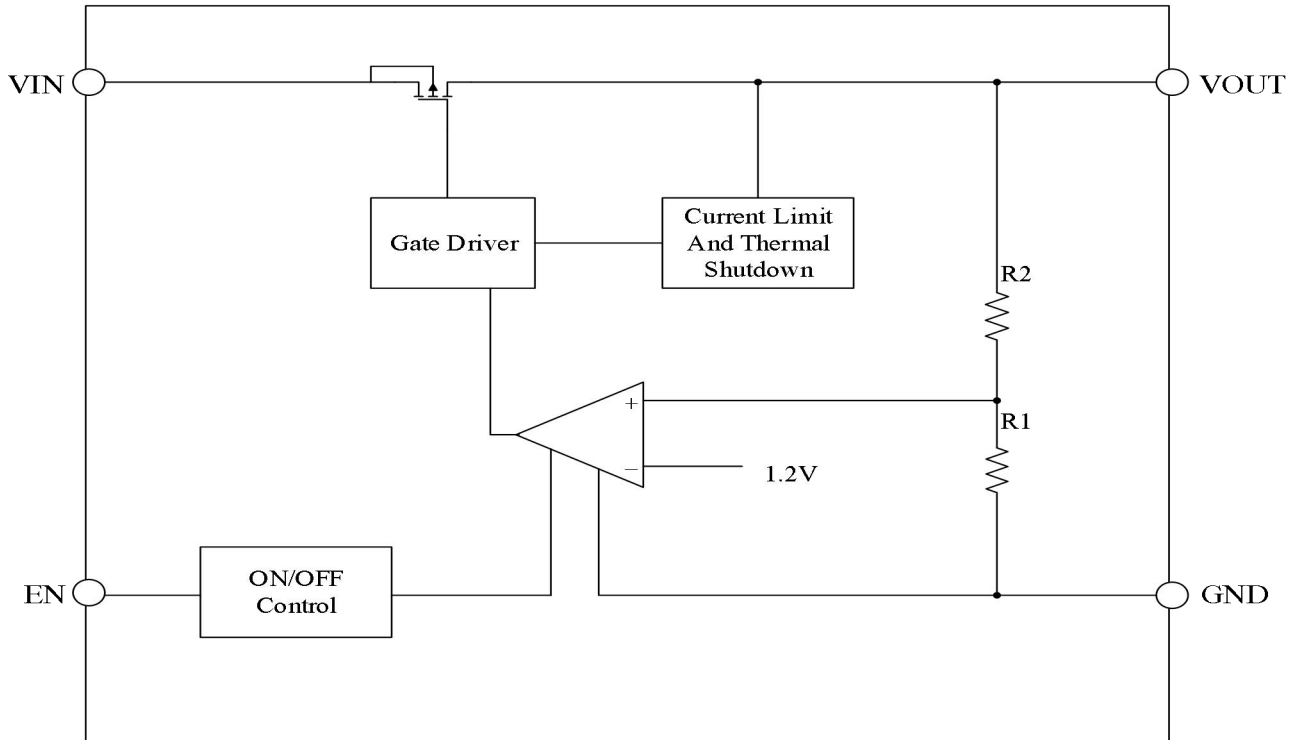 VIN
VOUT
Gate Driver
Current Limit
And Thermal
Shutdown
R2
+
R1
−
1.2V
EN
ON/OFF
Control
GND